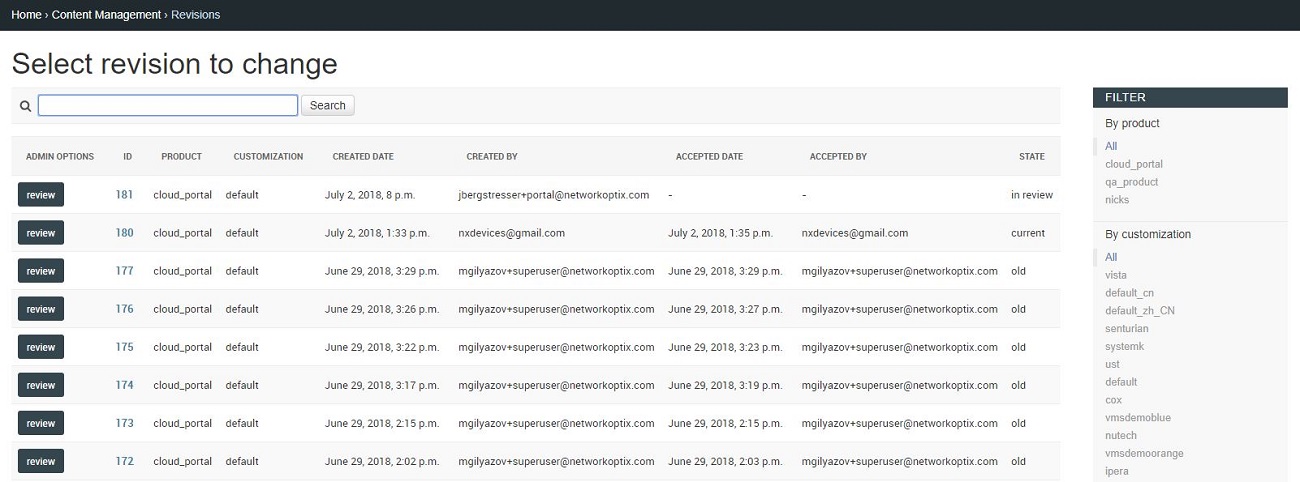 Home › Content Management › Revisions
Select revision to change
Search
ADMIN OPTIONS ID PRODUCT CUSTOMIZATION CREATED DATE CREATED BY ACCEPTED DATE ACCEPTED BY STATE
review 181 cloud_portal default July 2, 2018, 8 p.m. jbergstresser+portal@networkoptix.com - - in review
review 180 cloud_portal default July 2, 2018, 1:33 p.m. nxdevices@gmail.com July 2, 2018, 1:35 p.m. nxdevices@gmail.com current
review 177 cloud_portal default June 29, 2018, 3:29 p.m. mgilyazov+superuser@networkoptix.com June 29, 2018, 3:29 p.m. mgilyazov+superuser@networkoptix.com old
review 176 cloud_portal default June 29, 2018, 3:26 p.m. mgilyazov+superuser@networkoptix.com June 29, 2018, 3:27 p.m. mgilyazov+superuser@networkoptix.com old
review 175 cloud_portal default June 29, 2018, 3:22 p.m. mgilyazov+superuser@networkoptix.com June 29, 2018, 3:23 p.m. mgilyazov+superuser@networkoptix.com old
review 174 cloud_portal default June 29, 2018, 3:17 p.m. mgilyazov+superuser@networkoptix.com June 29, 2018, 3:19 p.m. mgilyazov+superuser@networkoptix.com old
review 173 cloud_portal default June 29, 2018, 2:15 p.m. mgilyazov+superuser@networkoptix.com June 29, 2018, 2:15 p.m. mgilyazov+superuser@networkoptix.com old
review 172 cloud_portal default June 29, 2018, 2:02 p.m. mgilyazov+superuser@networkoptix.com June 29, 2018, 2:03 p.m. mgilyazov+superuser@networkoptix.com old
FILTER
By product
All
cloud_portal
qa_product
nicks
By customization
All
vista
default_cn
default_zh_CN
senturian
systemk
ust
default
cox
vmsdemoblue
nutech
vmsdemoorange
ipera